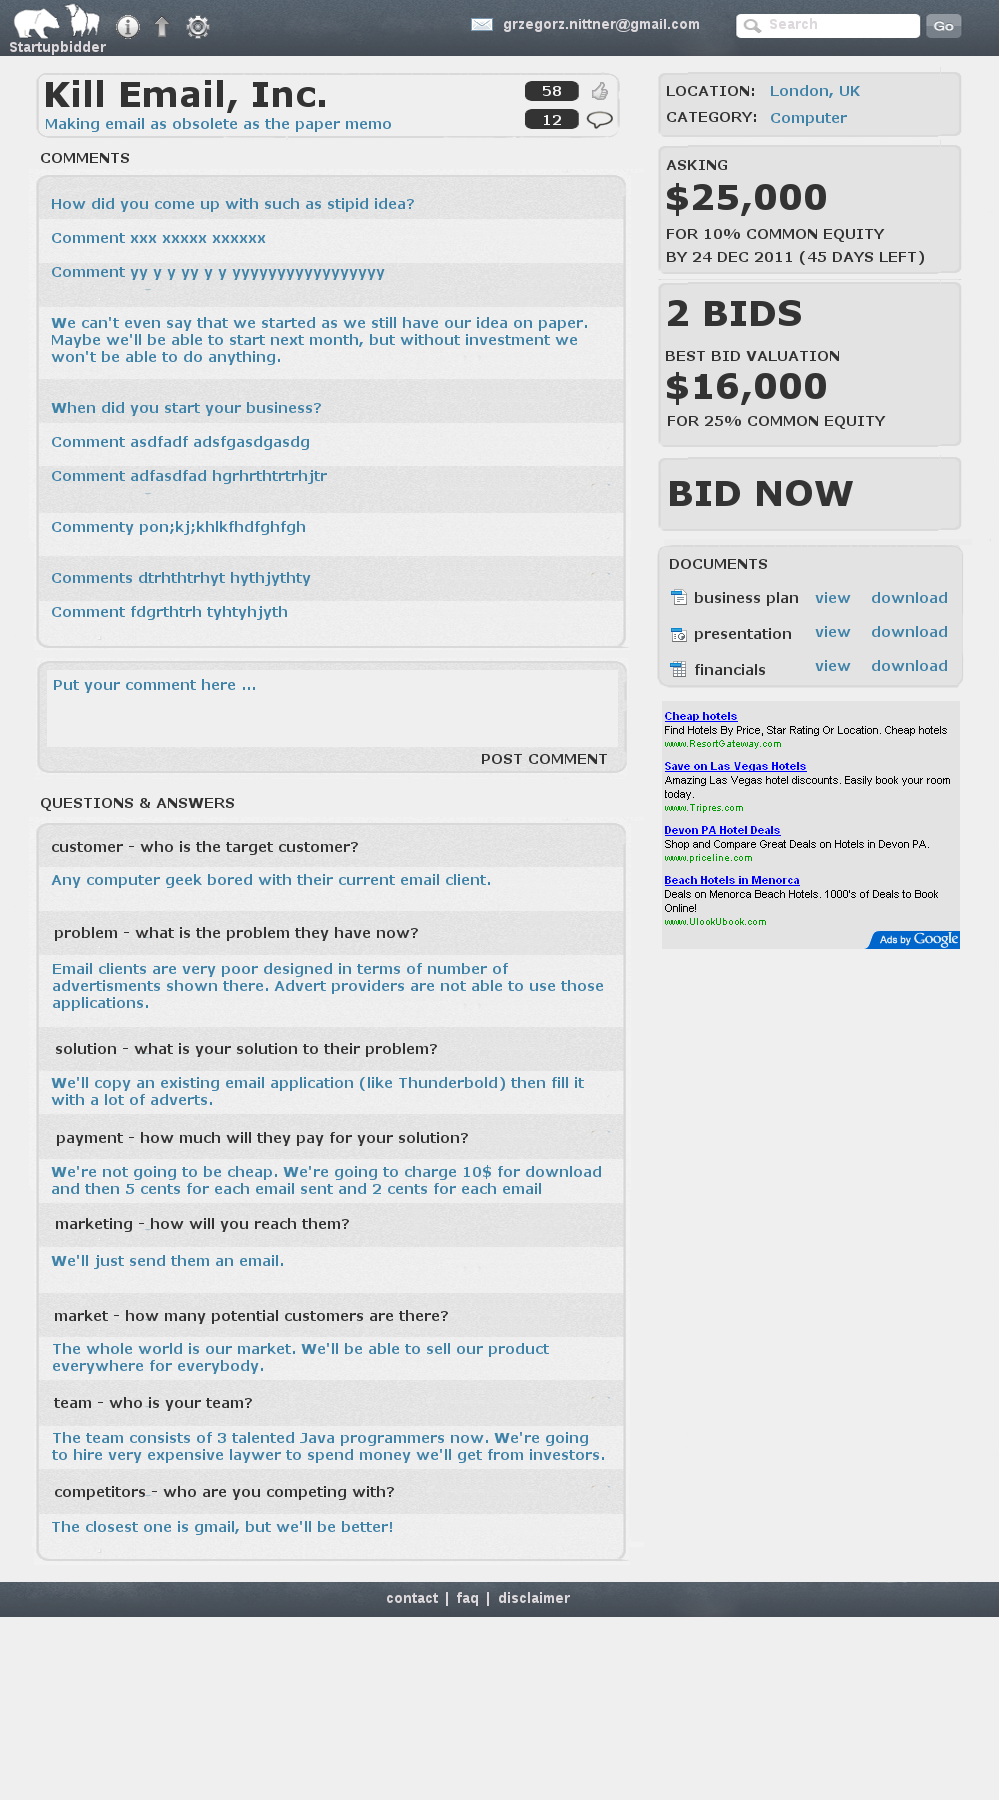 Startupbidder
grzegorz.nittner@gmail.com
Search
Go
Kill Email, Inc.
Making email as obsolete as the paper memo
58
12
COMMENTS
How did you come up with such as stipid idea?
Comment xxx xxxxx xxxxxx
Comment yy y y yy y y yyyyyyyyyyyyyyyyy
We can't even say that we started as we still have our idea on paper.
Maybe we'll be able to start next month, but without investment we
won't be able to do anything.
When did you start your business?
Comment asdfadf adsfgasdgasdg
Comment adfasdfad hgrhrthtrtrhjtr
Commenty pon;kj;khlkfhdfghfgh
Comments dtrhthtrhyt hythjythty
Comment fdgrthtrh tyhtyhjyth
Put your comment here ...
POST COMMENT
QUESTIONS & ANSWERS
customer - who is the target customer?
Any computer geek bored with their current email client.
problem - what is the problem they have now?
Email clients are very poor designed in terms of number of
advertisments shown there. Advert providers are not able to use those
applications.
solution - what is your solution to their problem?
We'll copy an existing email application (like Thunderbold) then fill it
with a lot of adverts.
payment - how much will they pay for your solution?
We're not going to be cheap. We're going to charge 10$ for download
and then 5 cents for each email sent and 2 cents for each email
marketing - how will you reach them?
We'll just send them an email.
market - how many potential customers are there?
The whole world is our market. We'll be able to sell our product
everywhere for everybody.
team - who is your team?
The team consists of 3 talented Java programmers now. We're going
to hire very expensive laywer to spend money we'll get from investors.
competitors - who are you competing with?
The closest one is gmail, but we'll be better!
LOCATION: London, UK
CATEGORY: Computer
ASKING
$25,000
FOR 10% COMMON EQUITY
BY 24 DEC 2011 (45 DAYS LEFT)
2 BIDS
BEST BID VALUATION
$16,000
FOR 25% COMMON EQUITY
BID NOW
DOCUMENTS
business plan view download
presentation view download
financials view download
Cheap hotels
Find Hotels By Price, Star Rating Or Location. Cheap hotels
www.ResortGateway.com
Save on Las Vegas Hotels
Amazing Las Vegas hotel discounts. Easily book your room
today.
www.Tripres.com
Devon PA Hotel Deals
Shop and Compare Great Deals on Hotels in Devon PA.
www.priceline.com
Beach Hotels in Menorca
Deals on Menorca Beach Hotels. 1000's of Deals to Book
Online!
www.UlookUbook.com
Ads by Google
contact | faq | disclaimer